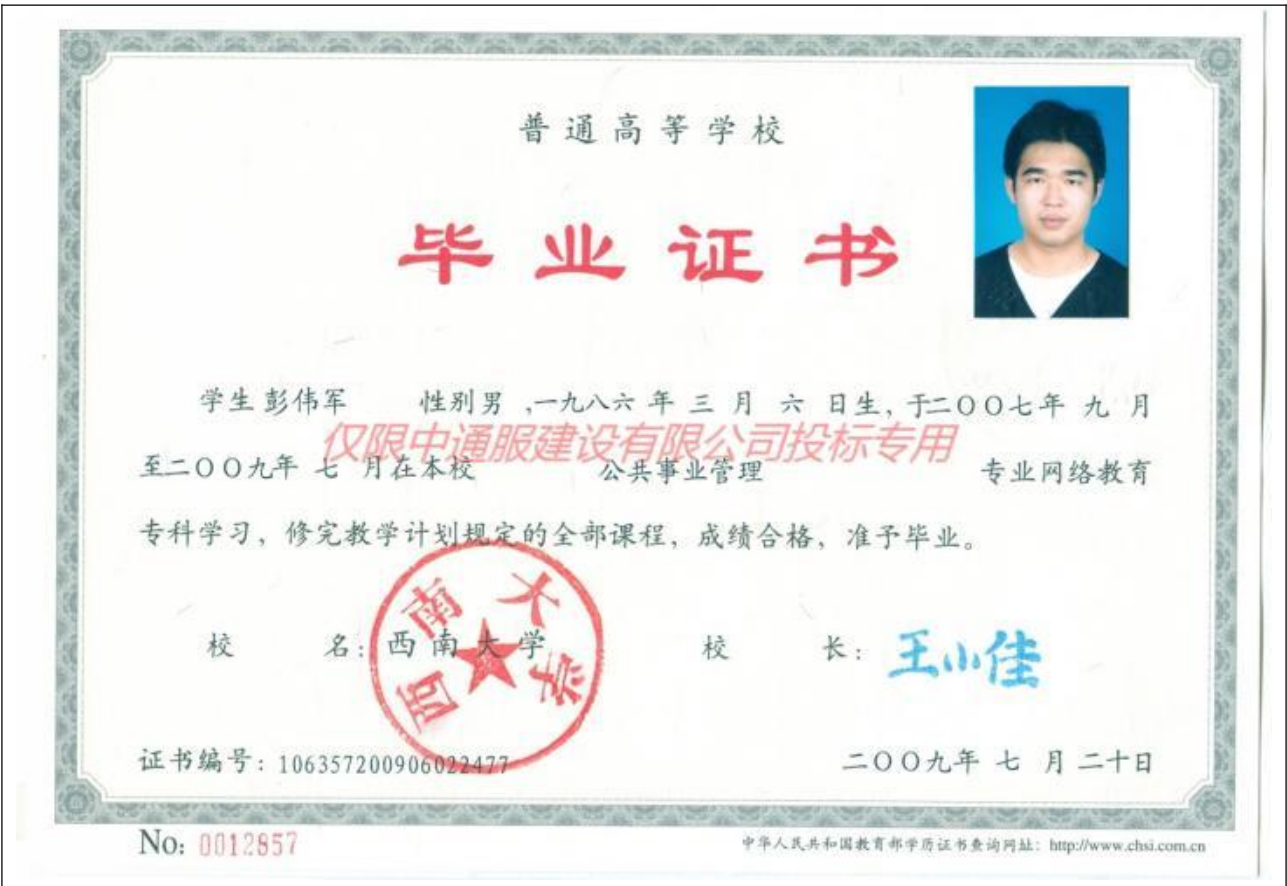 普通高等学校
毕业证书
学生彭伟军 性别男 ,一九八六 年 三 月 六 日生, 于二〇〇七年 九 月
仅限中通服建设有限公司投标专用
至二〇〇九年 七 月在本校 公共事业管理 专业网络教育
专科学习, 修完教学计划规定的全部课程, 成绩合格, 准予毕业。
西南大学
校 名: 西南大学 校 长: 王小佳
证书编号: 106357200906022477 二〇〇九年 七 月 二十日
No: 0012857 中华人民共和国教育部学历证书查询网址: http://www.chsi.com.cn